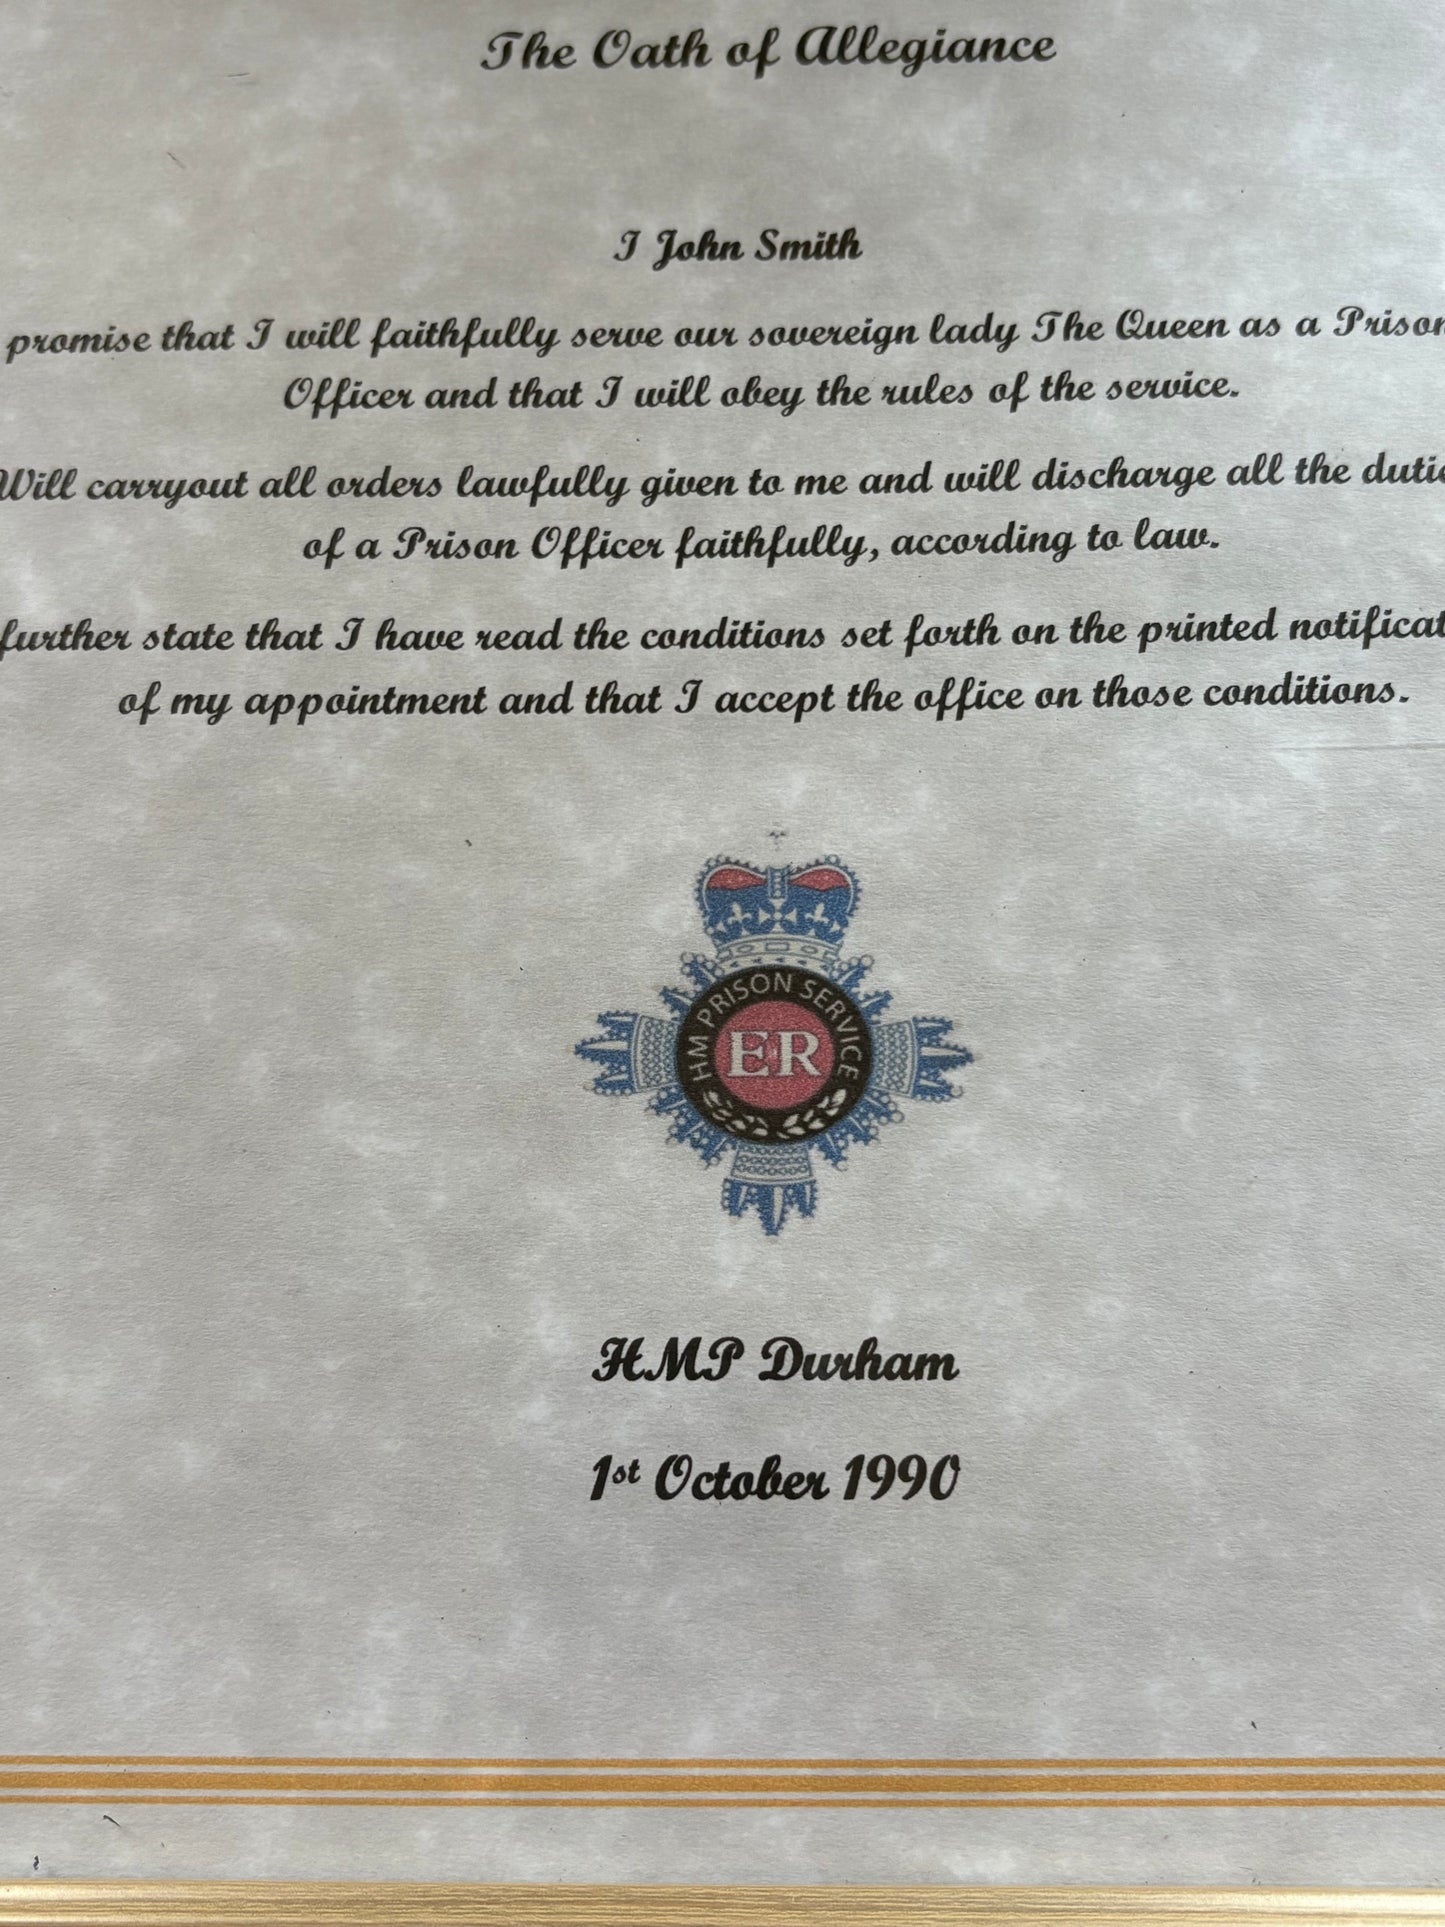 The Oath of Allegiance
I John Smith
promise that I will faithfully serve our sovereign lady The Queen as a Prison
Officer and that I will obey the rules of the service.
Will carryout all orders lawfully given to me and will discharge all the
of a Prison Officer faithfully, according to law.
further state that I have read the conditions set forth on the printed
of my appointment and that I accept the office on those conditions.
HM PRISON SERVICE
ER
HMP Durham
1st October 1990